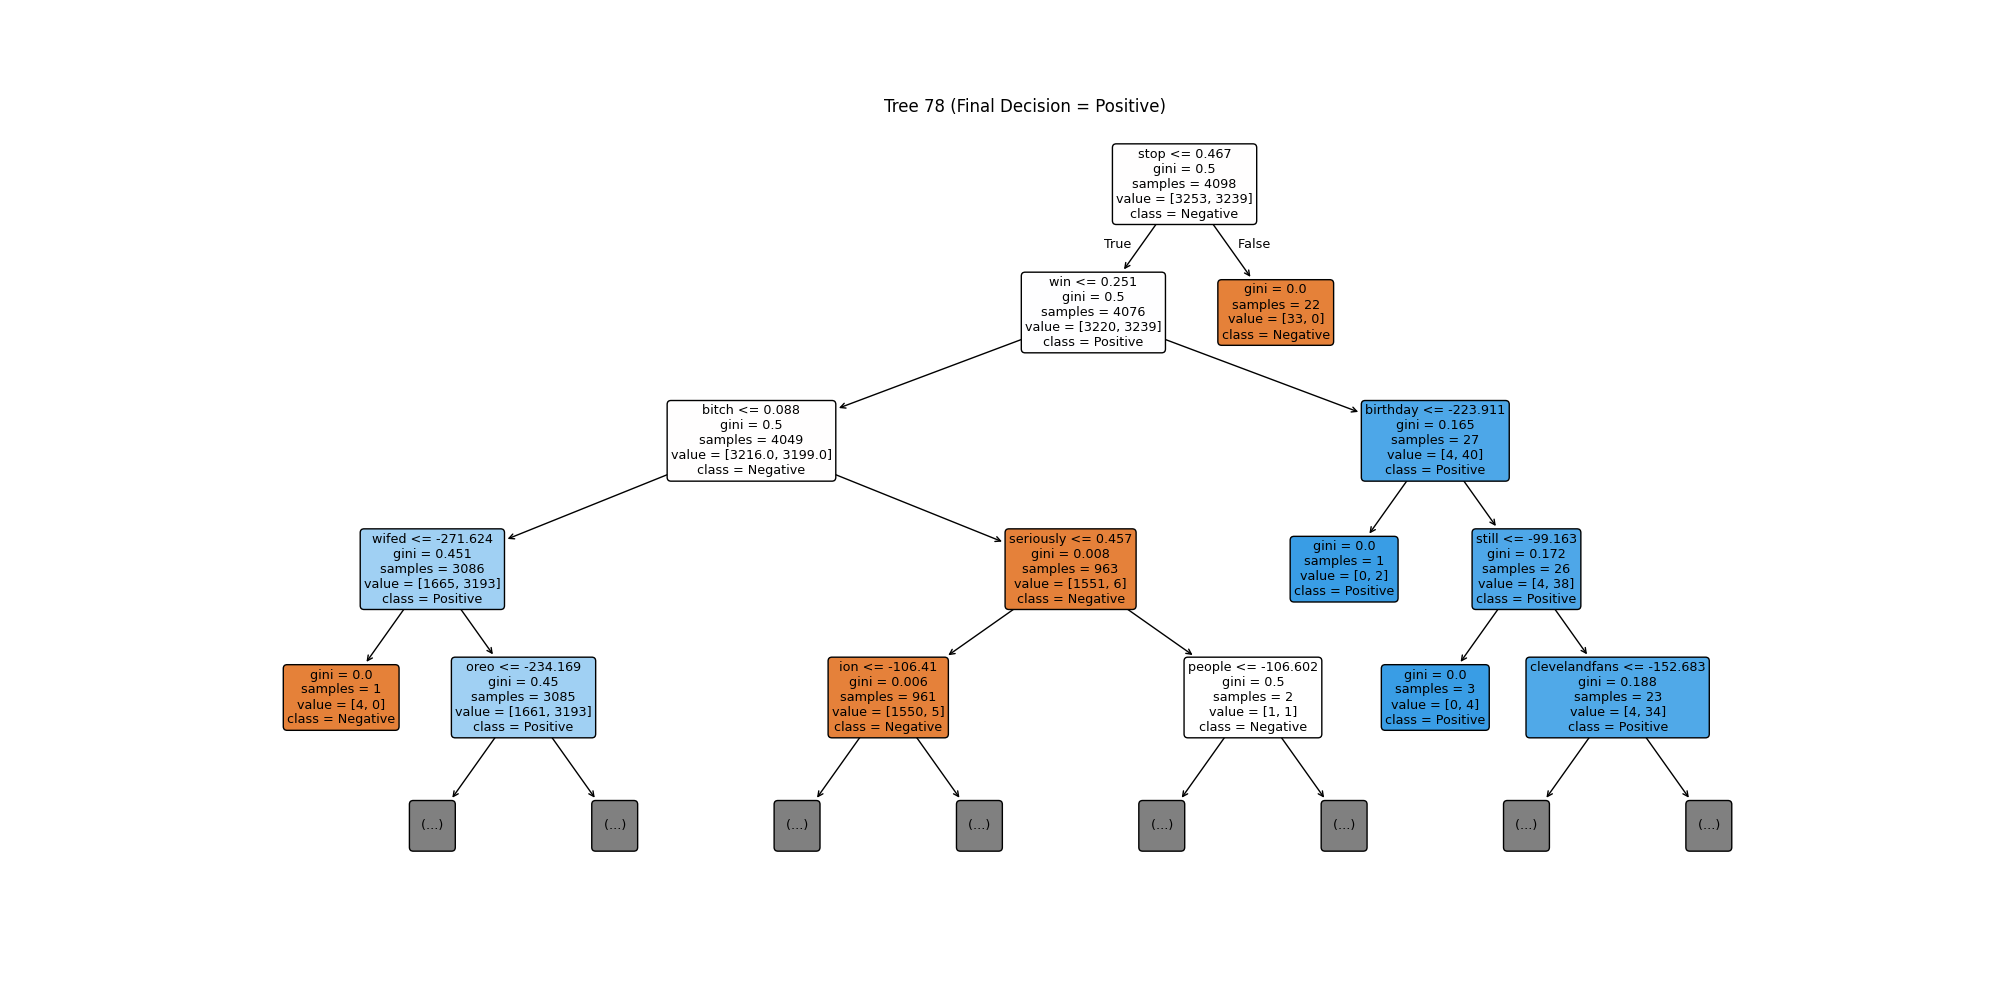 Tree 78 (Final Decision = Positive)
stop <= 0.467
gini = 0.5
samples = 4098
value = [3253, 3239]
class = Negative
True
False
win <= 0.251
gini = 0.5
samples = 4076
value = [3220, 3239]
class = Positive
gini = 0.0
samples = 22
value = [33, 0]
class = Negative
bitch <= 0.088
gini = 0.5
samples = 4049
value = [3216.0, 3199.0]
class = Negative
birthday <= -223.911
gini = 0.165
samples = 27
value = [4, 40]
class = Positive
wifed <= -271.624
gini = 0.451
samples = 3086
value = [1665, 3193]
class = Positive
seriously <= 0.457
gini = 0.008
samples = 963
value = [1551, 6]
class = Negative
gini = 0.0
samples = 1
value = [0, 2]
class = Positive
still <= -99.163
gini = 0.172
samples = 26
value = [4, 38]
class = Positive
gini = 0.0
samples = 1
value = [4, 0]
class = Negative
oreo <= -234.169
gini = 0.45
samples = 3085
value = [1661, 3193]
class = Positive
ion <= -106.41
gini = 0.006
samples = 961
value = [1550, 5]
class = Negative
people <= -106.602
gini = 0.5
samples = 2
value = [1, 1]
class = Negative
gini = 0.0
samples = 3
value = [0, 4]
class = Positive
clevelandfans <= -152.683
gini = 0.188
samples = 23
value = [4, 34]
class = Positive
(...)
(...)
(...)
(...)
(...)
(...)
(...)
(...)